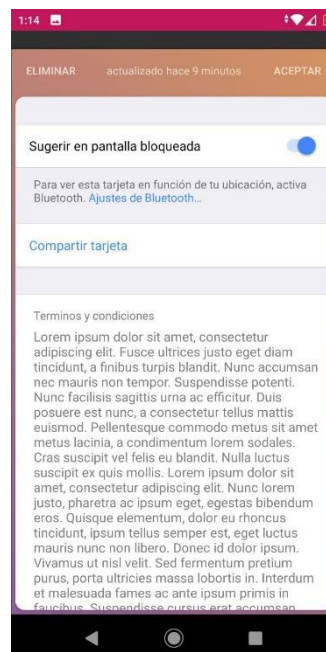 1:14
ELIMINAR actualizado hace 9 minutos ACEPTAR
Sugerir en pantalla bloqueada
Para ver esta tarjeta en función de tu ubicación, activa
Bluetooth. Ajustes de Bluetooth...
Compartir tarjeta
Terminos y condiciones
Lorem ipsum dolor sit amet, consectetur
adipiscing elit. Fusce ultrices justo eget diam
tincidunt, a finibus turpis blandit. Nunc accumsan
nec mauris non tempor. Suspendisse potenti.
Nunc facilisis sagittis urna ac efficitur. Duis
posuere est nunc, a consectetur tellus mattis
euismod. Pellentesque commodo metus sit amet
metus lacinia, a condimentum lorem sodales.
Cras suscipit vel felis eu blandit. Nulla luctus
suscipit ex quis mollis. Lorem ipsum dolor sit
amet, consectetur adipiscing elit. Nunc lorem
justo, pharetra ac ipsum eget, egestas bibendum
eros. Quisque elementum, dolor eu rhoncus
tincidunt, ipsum tellus semper est, eget luctus
mauris nunc non libero. Donec id dolor ipsum.
Vivamus ut nisl velit. Sed fermentum pretium
purus, porta ultricies massa lobortis in. Interdum
et malesuada fames ac ante ipsum primis in
faucibus. Suspendisse cursus erat accumsan